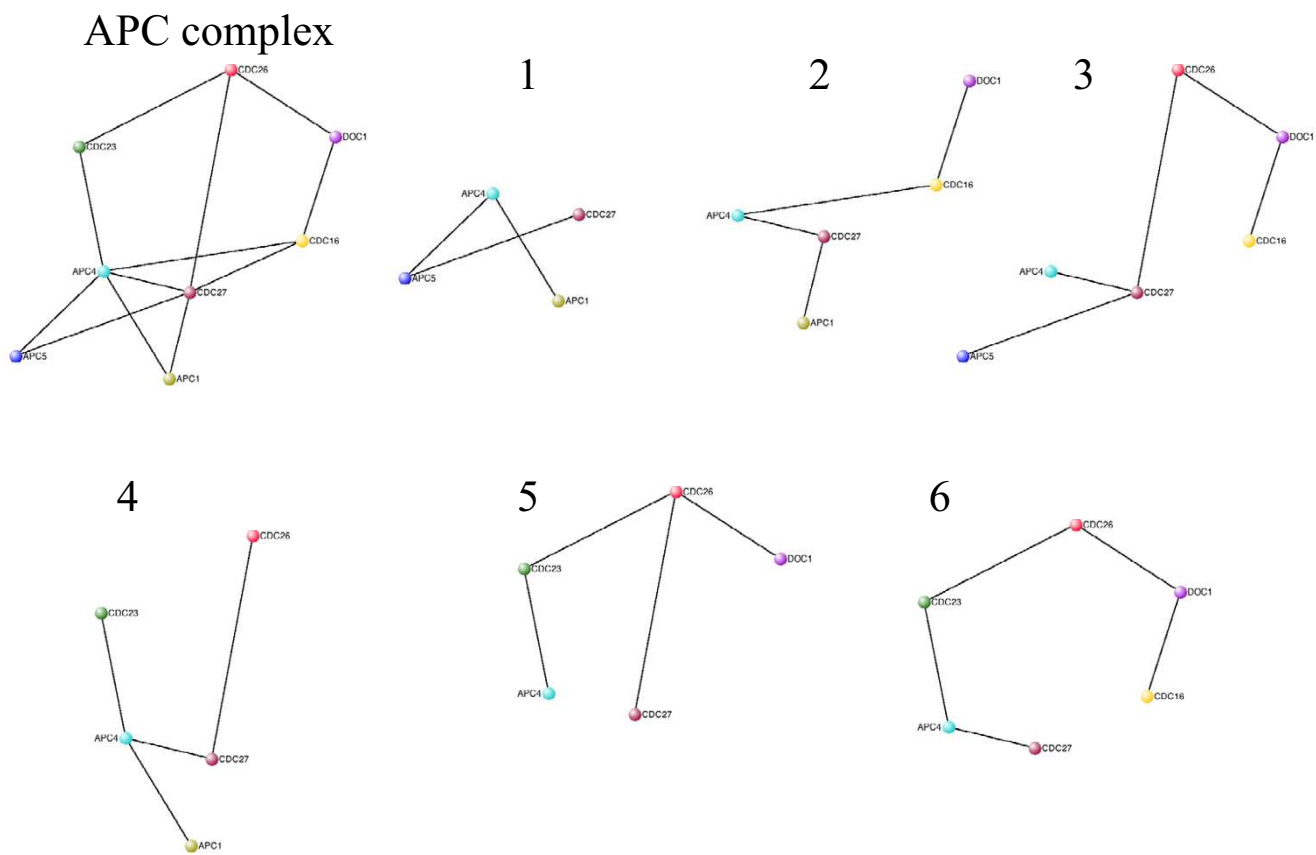 APC complex
CDC26
DOC1
CDC23
CDC16
APC4
CDC27
APC5
APC1
1
APC4
CDC27
APC5
APC1
2
DOC1
CDC16
APC4
CDC27
APC1
3
CDC26
DOC1
CDC16
APC4
CDC27
APC5
4
CDC26
CDC23
APC4
CDC27
APC1
5
CDC26
DOC1
CDC23
APC4
CDC27
6
CDC26
DOC1
CDC23
CDC16
APC4
CDC27